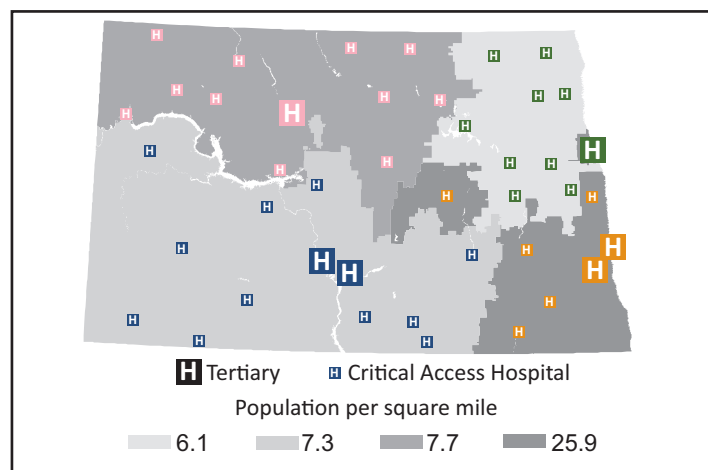 H
H H H H H
H H H H H H
H H
H
H H
H H H H
H H H H H
H
H H H
H H H H
H H
H H H
H H H
H Tertiary H Critical Access Hospital
Population per square mile
6.1 7.3 7.7 25.9